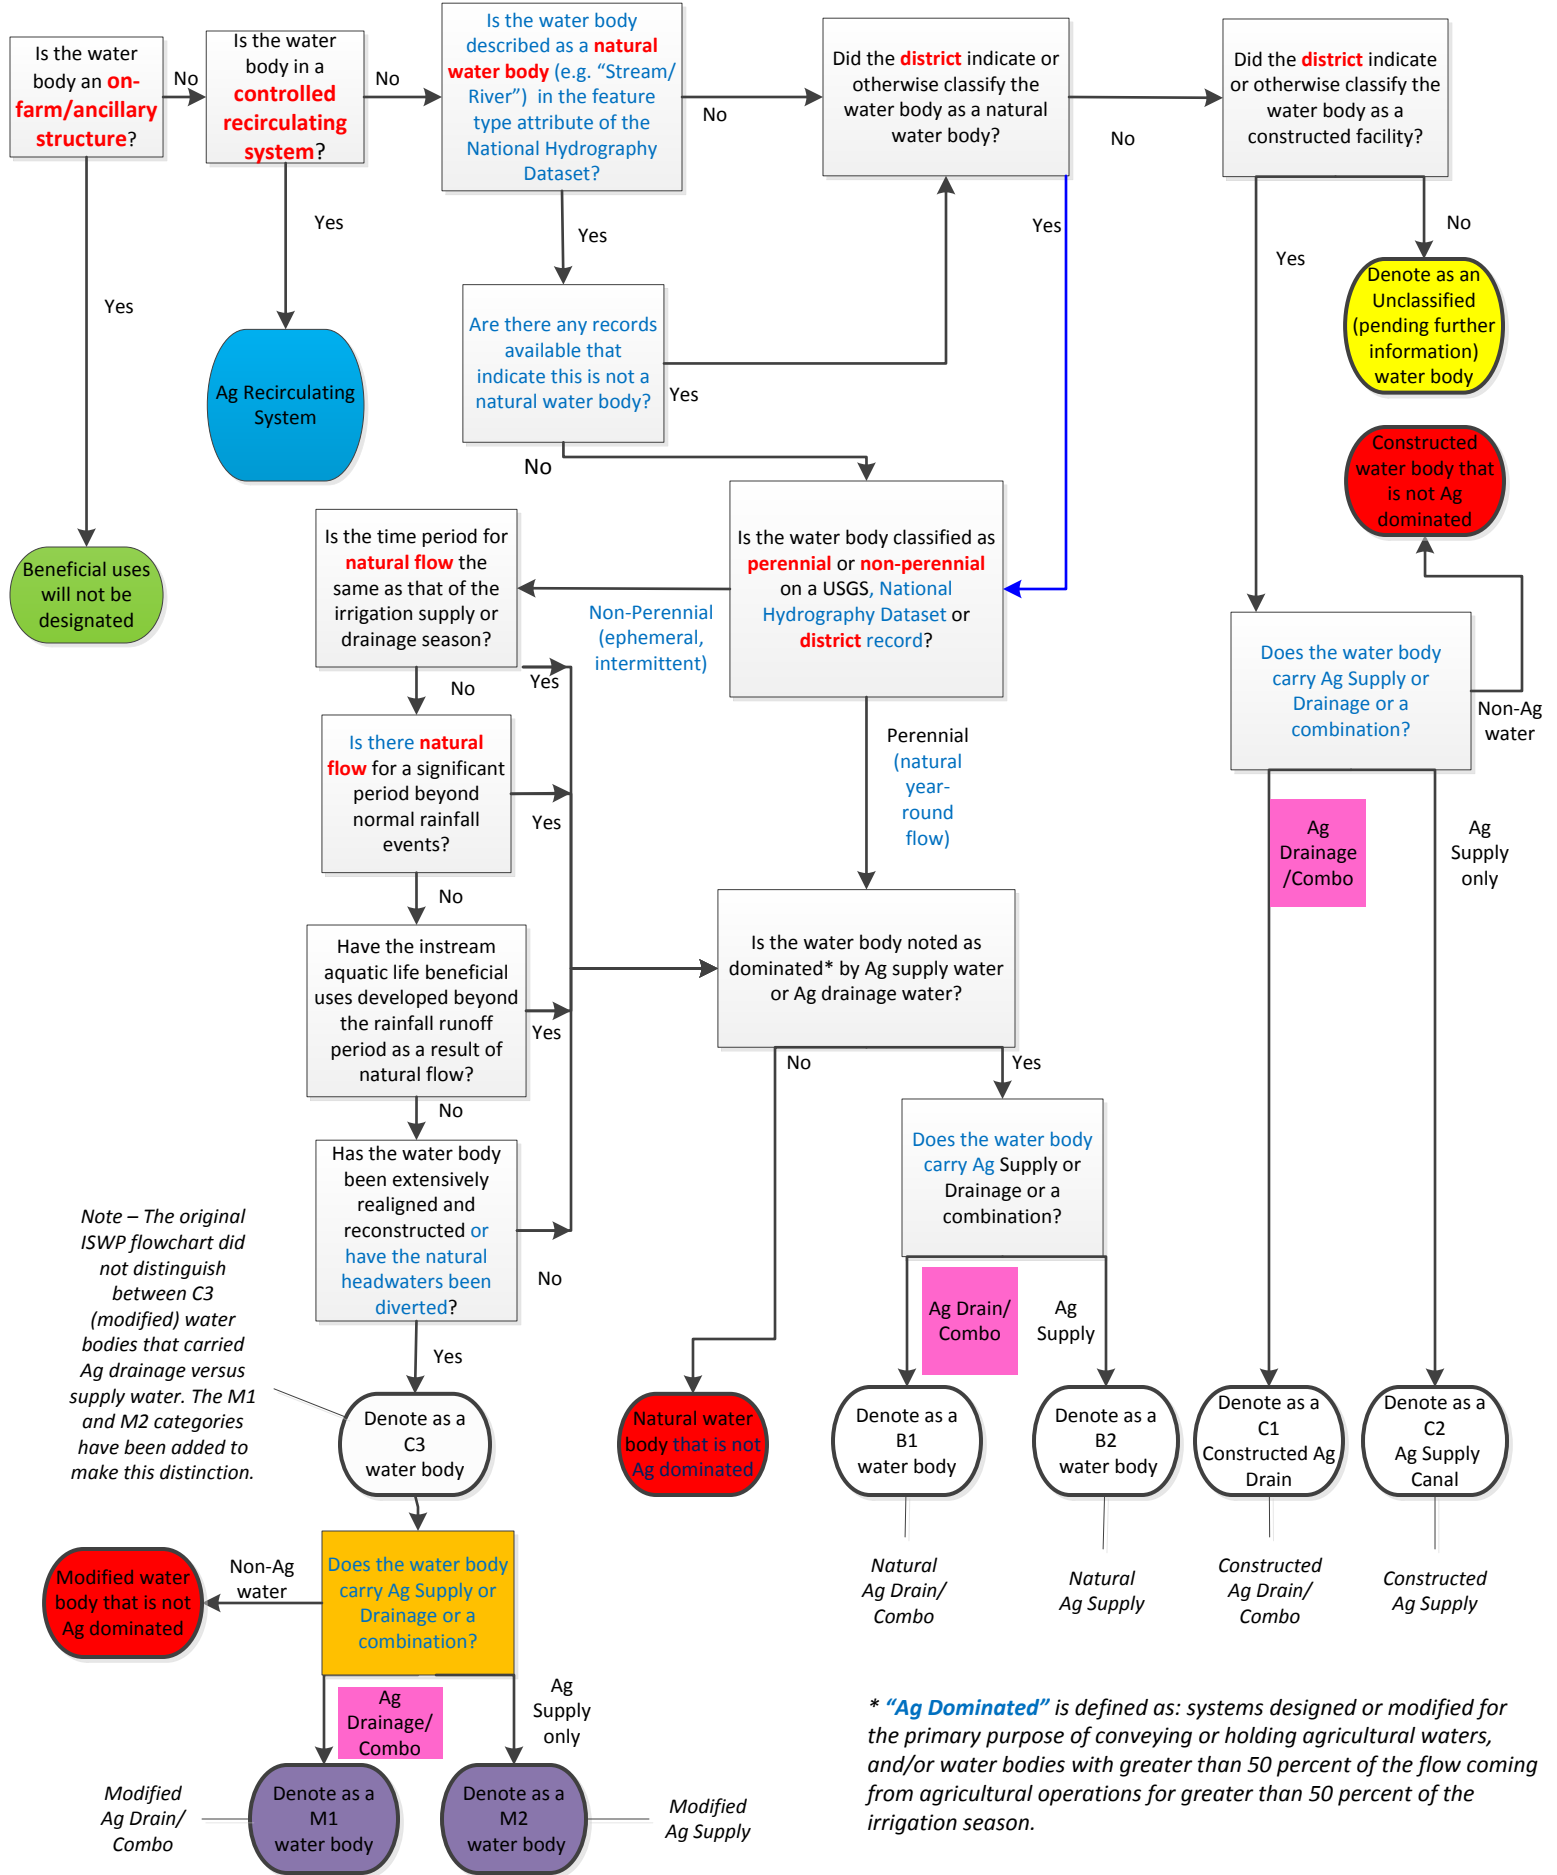 Is the water
body an on-
farm/ancillary
structure?
No
Yes
Beneficial uses
will not be
designated
Is the water
body in a
controlled
recirculating
system?
No
Yes
Ag Recirculating
System
Is the water body
described as a natural
water body (e.g. “Stream/
River”) in the feature
type attribute of the
National Hydrography
Dataset?
No
Yes
Are there any records
available that
indicate this is not a
natural water body?
Yes
No
Did the district indicate or
otherwise classify the
water body as a natural
water body?
No
Yes
Did the district indicate
or otherwise classify the
water body as a
constructed facility?
No
Yes
Denote as an
Unclassified
(pending further
information)
water body
Constructed
water body that
is not Ag
dominated
Does the water body
carry Ag Supply or
Drainage or a
combination?
Non-Ag
water
Ag
Drainage
/Combo
Ag
Supply
only
Is the water body classified as
perennial or non-perennial
on a USGS, National
Hydrography Dataset or
district record?
Non-Perennial
(ephemeral,
intermittent)
Perennial
(natural
year-
round
flow)
Is the time period for
natural flow the
same as that of the
irrigation supply or
drainage season?
Yes
No
Is there natural
flow for a significant
period beyond
normal rainfall
events?
Yes
No
Have the instream
aquatic life beneficial
uses developed beyond
the rainfall runoff
period as a result of
natural flow?
Yes
No
Has the water body
been extensively
realigned and
reconstructed or
have the natural
headwaters been
diverted?
No
Yes
Is the water body noted as
dominated* by Ag supply water
or Ag drainage water?
No
Yes
Does the water body
carry Ag Supply or
Drainage or a
combination?
Ag Drain/
Combo
Ag
Supply
Note – The original
ISWP flowchart did
not distinguish
between C3
(modified) water
bodies that carried
Ag drainage versus
supply water. The M1
and M2 categories
have been added to
make this distinction.
Denote as a
C3
water body
Natural water
body that is not
Ag dominated
Denote as a
B1
water body
Denote as a
B2
water body
Denote as a
C1
Constructed Ag
Drain
Denote as a
C2
Ag Supply
Canal
Natural
Ag Drain/
Combo
Natural
Ag Supply
Constructed
Ag Drain/
Combo
Constructed
Ag Supply
Does the water body
carry Ag Supply or
Drainage or a
combination?
Non-Ag
water
Modified water
body that is not
Ag dominated
Ag
Drainage/
Combo
Ag
Supply
only
Denote as a
M1
water body
Denote as a
M2
water body
Modified
Ag Drain/
Combo
Modified
Ag Supply
* “Ag Dominated” is defined as: systems designed or modified for
the primary purpose of conveying or holding agricultural waters,
and/or water bodies with greater than 50 percent of the flow coming
from agricultural operations for greater than 50 percent of the
irrigation season.